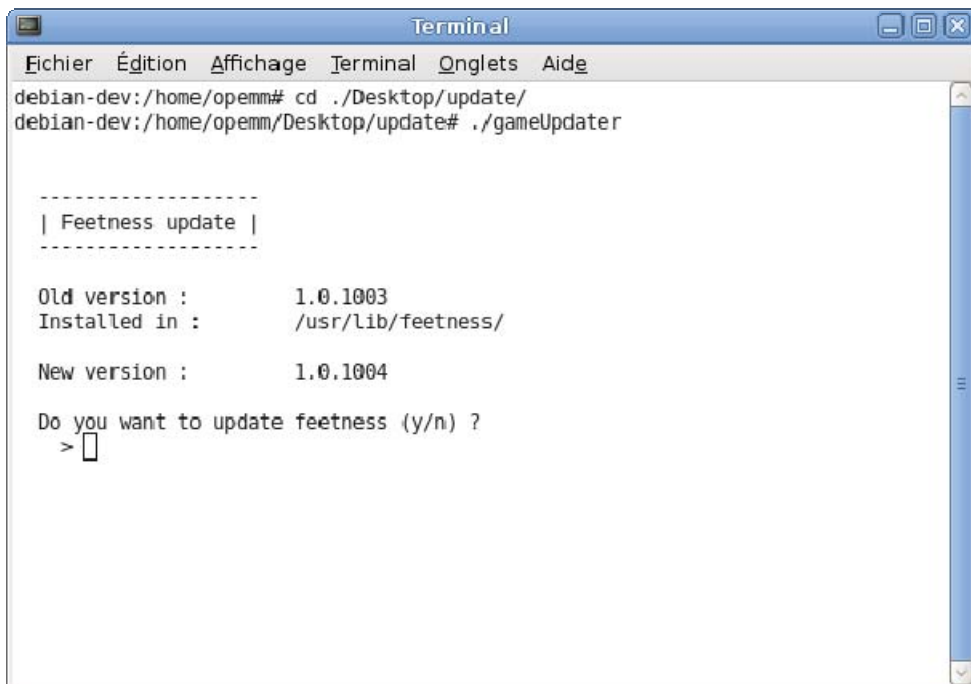 Terminal
Fichier Édition Affichage Terminal Onglets Aide
debian-dev:/home/opemm# cd ./Desktop/update/
debian-dev:/home/opemm/Desktop/update# ./gameUpdater
-------------------
| Feetness update |
-------------------
Old version : 1.0.1003
Installed in : /usr/lib/feetness/
New version : 1.0.1004
Do you want to update feetness (y/n) ?
>